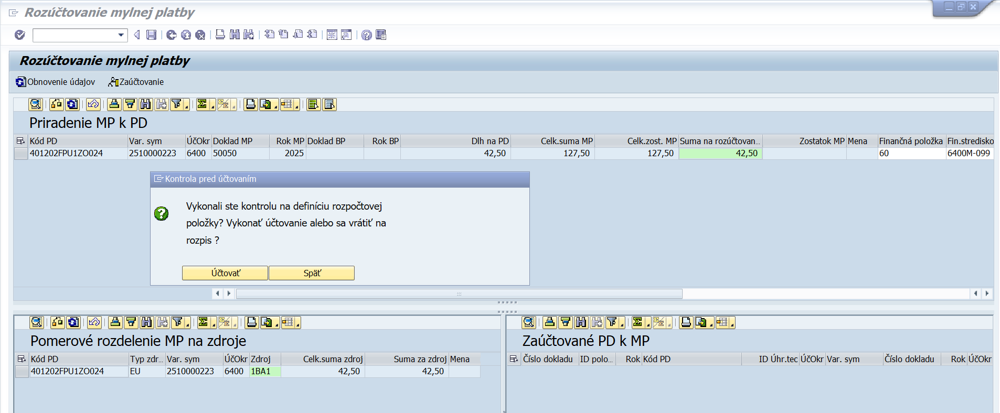 Rozúčtovanie mylnej platby
Rozúčtovanie mylnej platby
Obnovenie údajov Zaúčtovanie
Priradenie MP k PD
Kód PD Var. sym ÚčOkr Doklad MP Rok MP Doklad BP Rok BP Dlh na PD Celk.suma MP Celk.zost. MP Suma na rozúčtovan... Zostatok MP Mena Finančná položka Fin.stredisko
401202FPU1ZO024 2510000223 6400 50050 2025 42,50 127,50 127,50 42,50 60 6400M-099
Kontrola pred účtovaním
Vykonali ste kontrolu na definíciu rozpočtovej
položky? Vykonať účtovanie alebo sa vrátiť na
rozpis ?
Účtovať Späť
Pomerové rozdelenie MP na zdroje
Kód PD Typ zdr... Var. sym ÚčOkr Zdroj Celk.suma zdroj Suma za zdroj Mena
401202FPU1ZO024 EU 2510000223 6400 1BA1 42,50 42,50
Zaúčtované PD k MP
Číslo dokladu ID polo... Rok Kód PD ID Úhr.tec ÚčOkr Var. sym Číslo dokladu Rok ÚčOkr